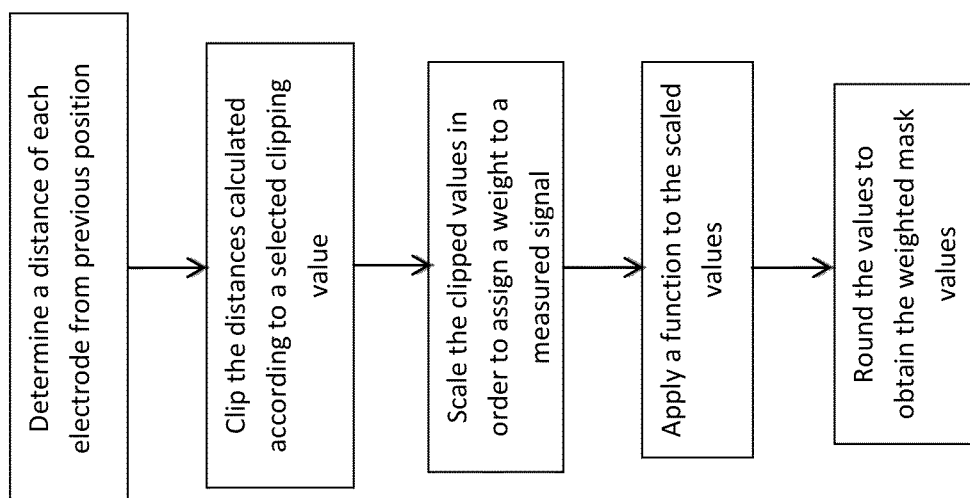 Determine a distance of each
electrode from previous position
Clip the distances calculated
according to a selected clipping
value
Scale the clipped values in
order to assign a weight to a
measured signal
Apply a function to the scaled
values
Round the values to
obtain the weighted mask
values